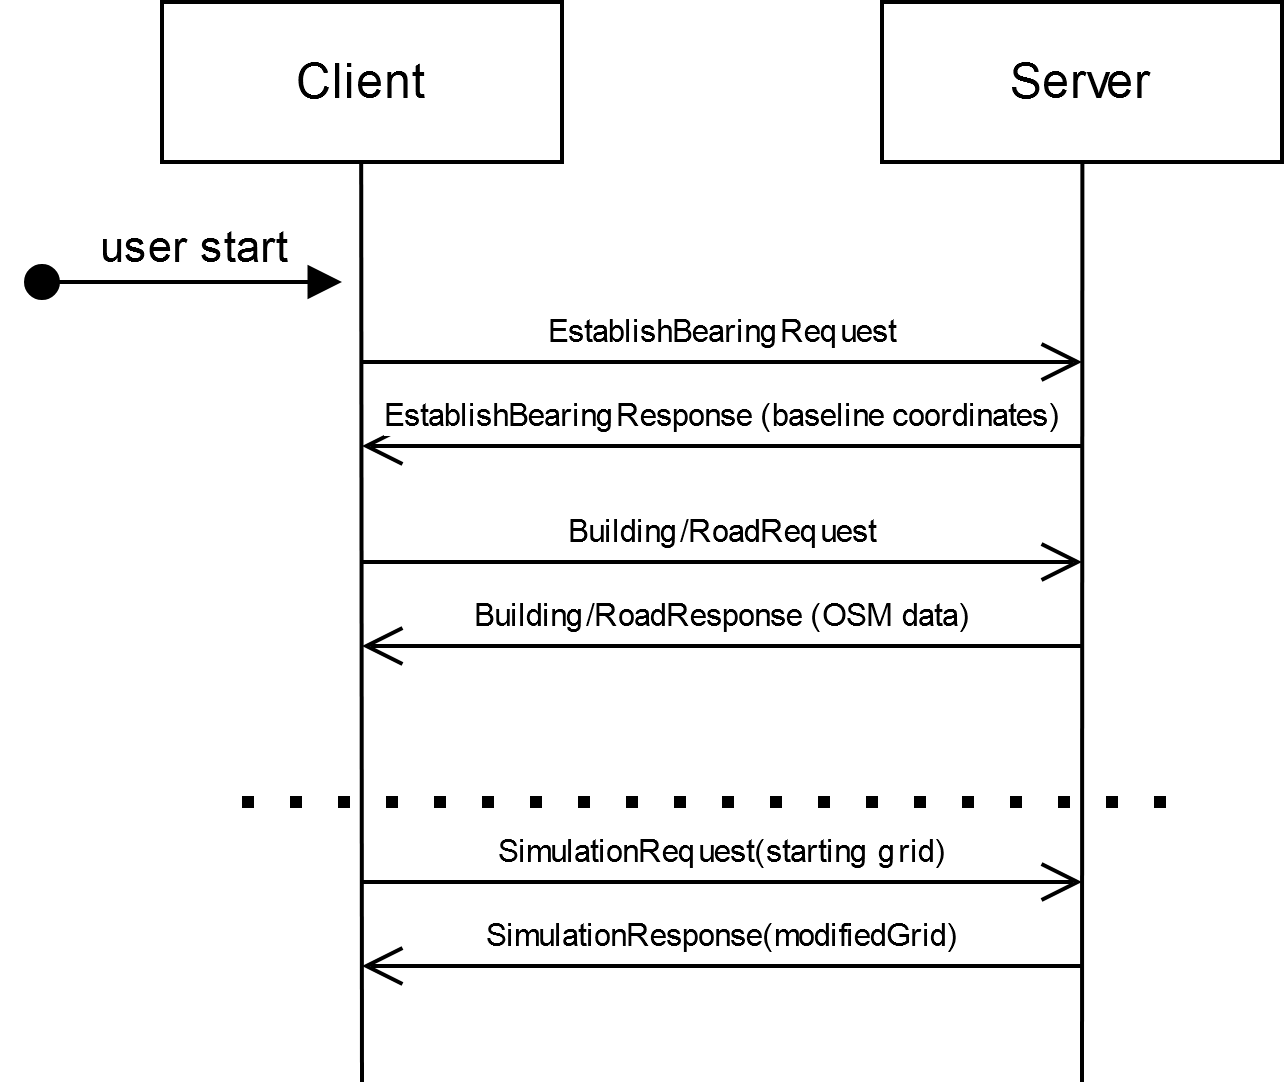 Client
Server
user start
EstablishBearingRequest
EstablishBearingResponse (baseline coordinates)
Building/RoadRequest
Building/RoadResponse (OSM data)
SimulationRequest(starting grid)
SimulationResponse(modifiedGrid)